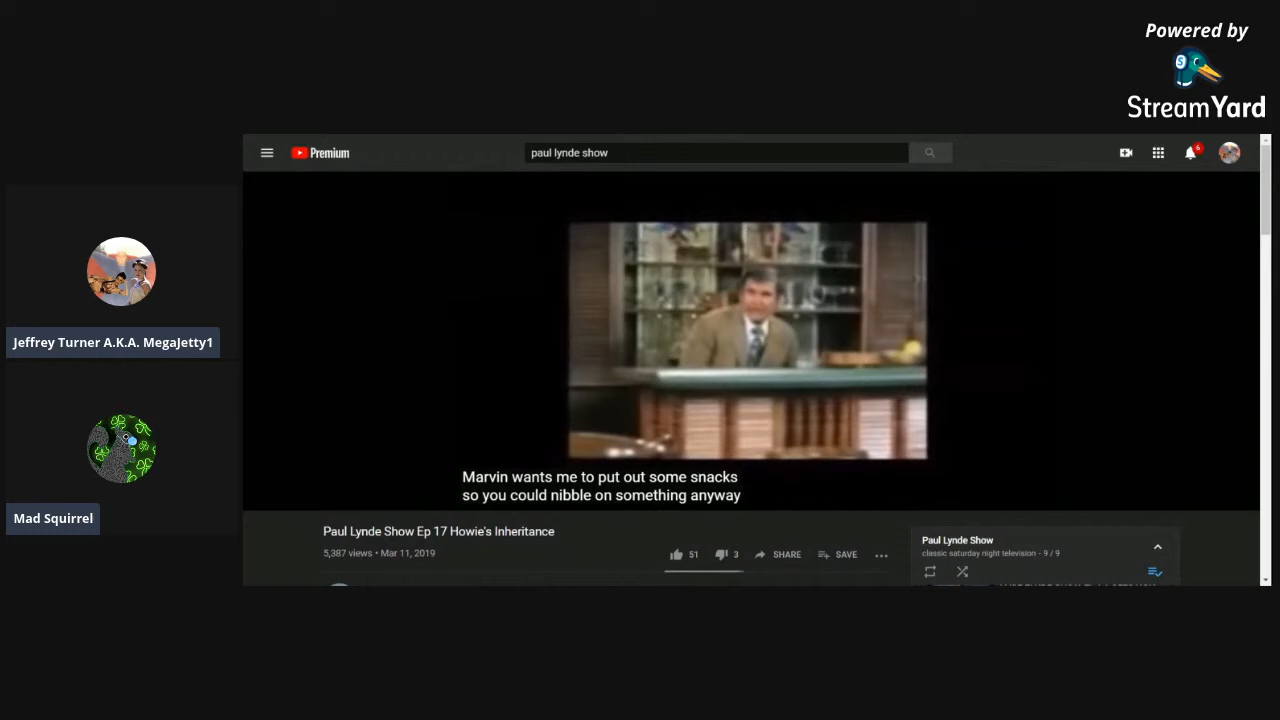 Powered by
StreamYard
Premium
paul lynde show
6
Jeffrey Turner A.K.A. MegaJetty1
Mad Squirrel
Marvin wants me to put out some snacks
so you could nibble on something anyway
Paul Lynde Show Ep 17 Howie's Inheritance
5,387 views • Mar 11, 2019
51
3
SHARE
SAVE
Paul Lynde Show
classic saturday night television - 9 / 9